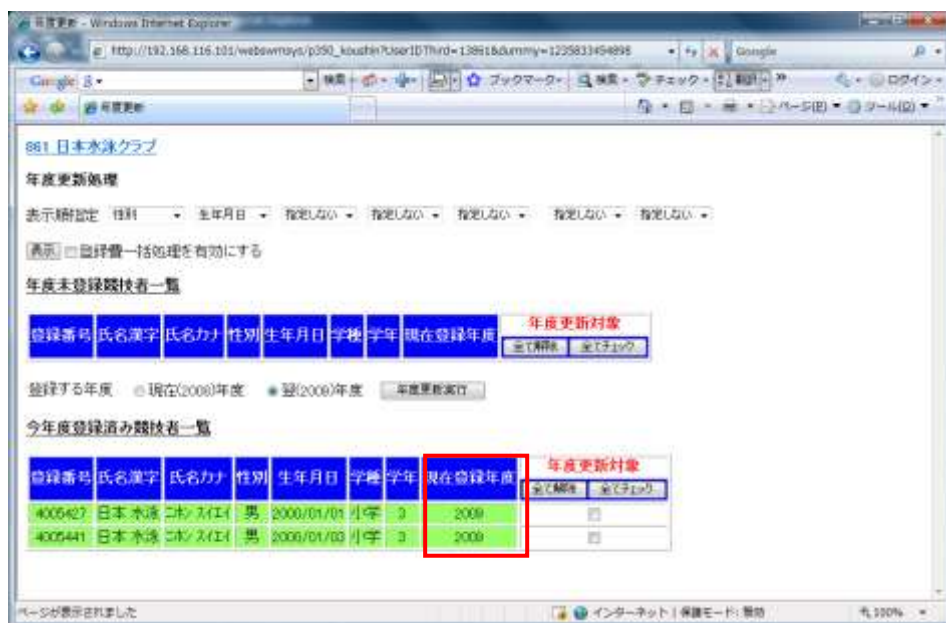 年度更新 - Windows Internet Explorer
Google
Google 検索 ブックマーク チェック 翻訳 ログイン
年度更新 ページ(P) ツール(O)
861 日本水泳クラブ
年度更新処理
表示順指定 性別 生年月日 指定しない 指定しない 指定しない 指定しない 指定しない
表示 登録費一括処理を有効にする
年度未登録競技者一覧
登録番号 氏名漢字 氏名カナ 性別 生年月日 学種 学年 現在登録年度 年度更新対象
全て解除 全てチェック
登録する年度 現在(2008)年度 翌(2009)年度 年度更新実行
今年度登録済み競技者一覧
登録番号 氏名漢字 氏名カナ 性別 生年月日 学種 学年 現在登録年度 年度更新対象
全て解除 全てチェック
4005427 日本 水泳 ニホン スイエイ 男 2000/01/01 小学 3 2009
4005441 日本 水泳 ニホン スイエイ 男 2000/01/03 小学 3 2009
ページが表示されました インターネット | 保護モード: 無効 100%